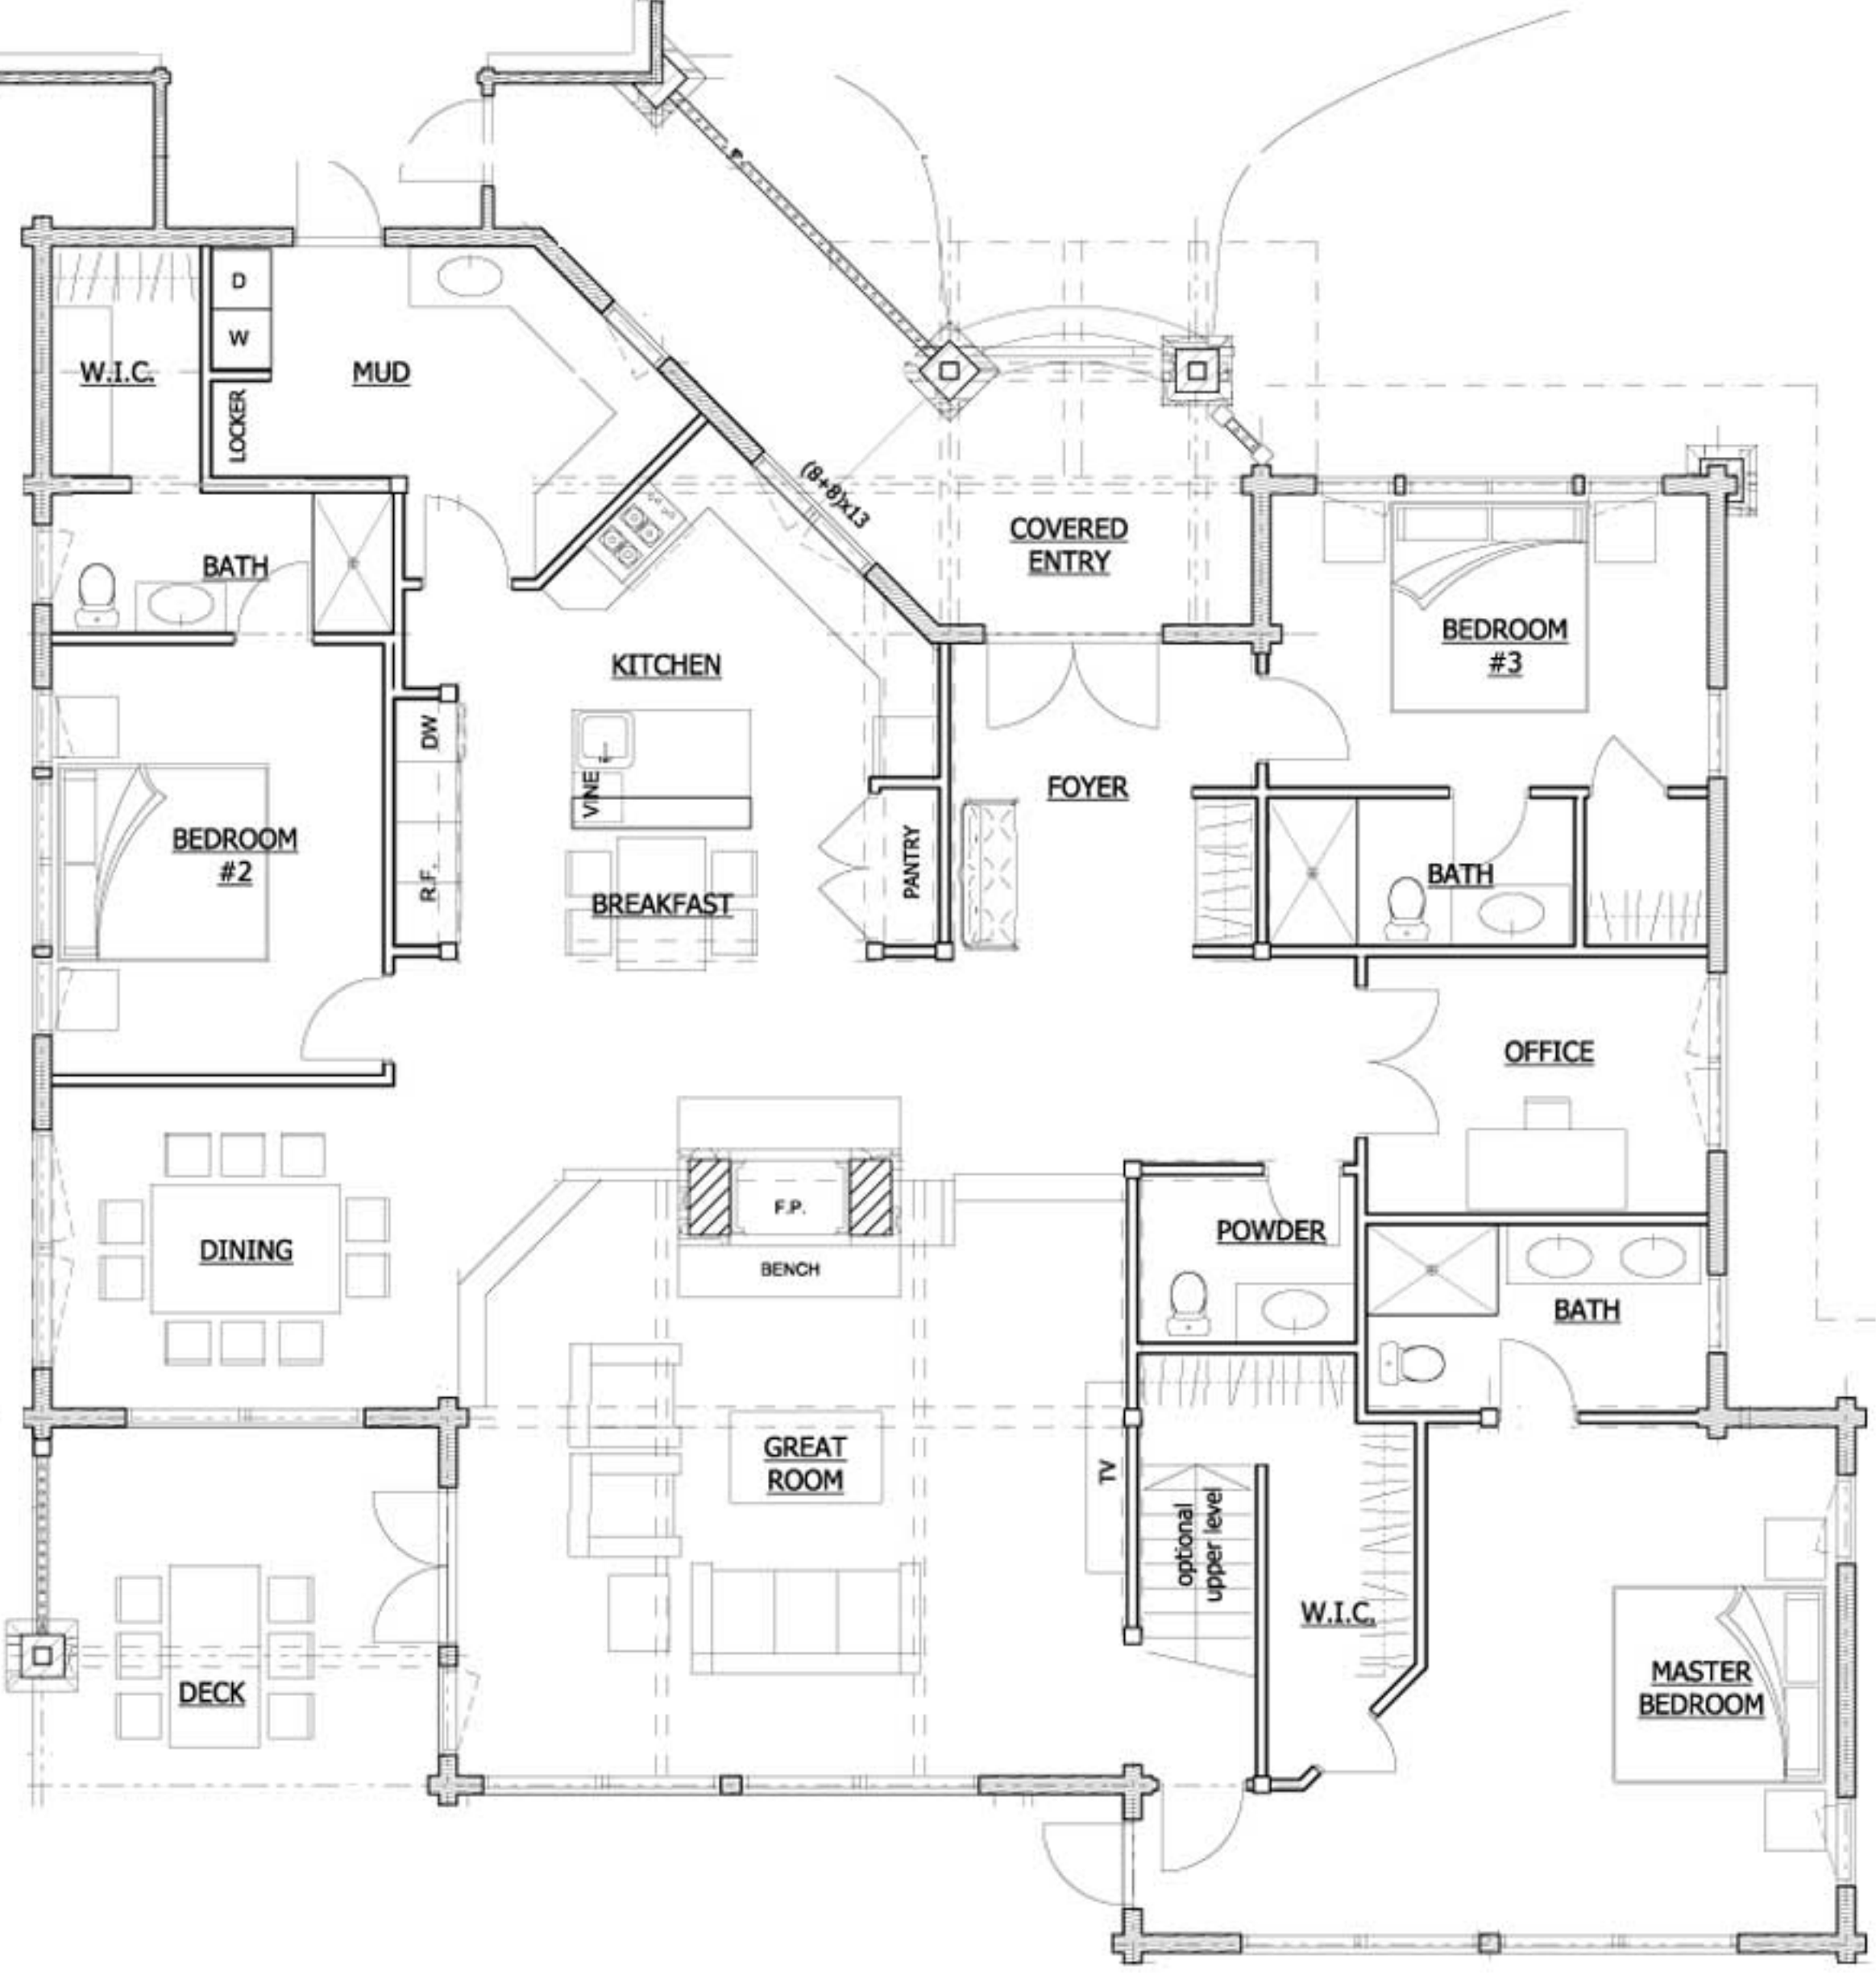 D
W
W.I.C.
MUD
LOCKER
(8+8)x13
COVERED
ENTRY
BATH
KITCHEN
BEDROOM
#3
DW
VINE
FOYER
BEDROOM
#2
R.F.
BREAKFAST
PANTRY
BATH
OFFICE
F.P.
BENCH
DINING
POWDER
BATH
GREAT
ROOM
TV
optional
upper level
W.I.C.
DECK
MASTER
BEDROOM